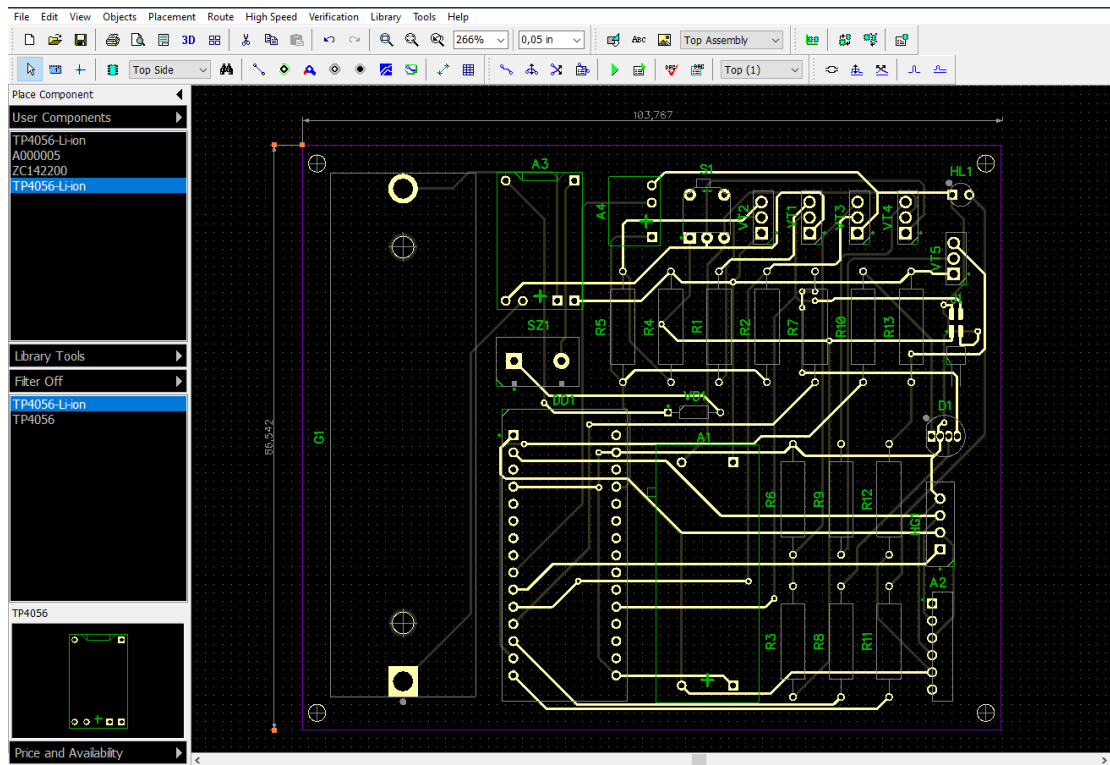 File Edit View Objects Placement Route High Speed Verification Library Tools Help
3D 266% 0,05 in ABC Top Assembly
Top Side Top (1)
Place Component
User Components
TP4056-Li-ion
A000005
ZC142200
TP4056-Li-ion
Library Tools
Filter Off
TP4056-Li-ion
TP4056
TP4056
Price and Availability
103,767
86,542
A3
S1
HL1
A4
VT2
VT1
VT3
VT4
VT5
R5
R4
R1
R2
R7
R10
R13
SZ1
DD1
VD1
D1
G1
A1
R6
R9
R12
HG1
A2
R3
R8
R11